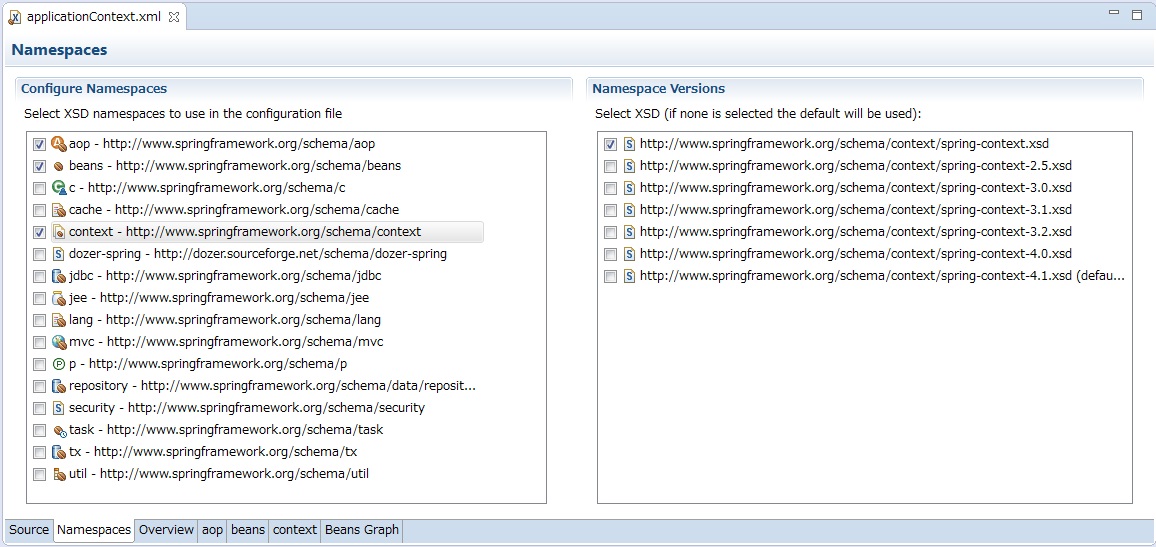 applicationContext.xml
Namespaces
Configure Namespaces
Select XSD namespaces to use in the configuration file
aop - http://www.springframework.org/schema/aop
beans - http://www.springframework.org/schema/beans
c - http://www.springframework.org/schema/c
cache - http://www.springframework.org/schema/cache
context - http://www.springframework.org/schema/context
dozer-spring - http://dozer.sourceforge.net/schema/dozer-spring
jdbc - http://www.springframework.org/schema/jdbc
jee - http://www.springframework.org/schema/jee
lang - http://www.springframework.org/schema/lang
mvc - http://www.springframework.org/schema/mvc
p - http://www.springframework.org/schema/p
repository - http://www.springframework.org/schema/data/reposit...
security - http://www.springframework.org/schema/security
task - http://www.springframework.org/schema/task
tx - http://www.springframework.org/schema/tx
util - http://www.springframework.org/schema/util
Namespace Versions
Select XSD (if none is selected the default will be used):
http://www.springframework.org/schema/context/spring-context.xsd
http://www.springframework.org/schema/context/spring-context-2.5.xsd
http://www.springframework.org/schema/context/spring-context-3.0.xsd
http://www.springframework.org/schema/context/spring-context-3.1.xsd
http://www.springframework.org/schema/context/spring-context-3.2.xsd
http://www.springframework.org/schema/context/spring-context-4.0.xsd
http://www.springframework.org/schema/context/spring-context-4.1.xsd (defau...
Source Namespaces Overview aop beans context Beans Graph